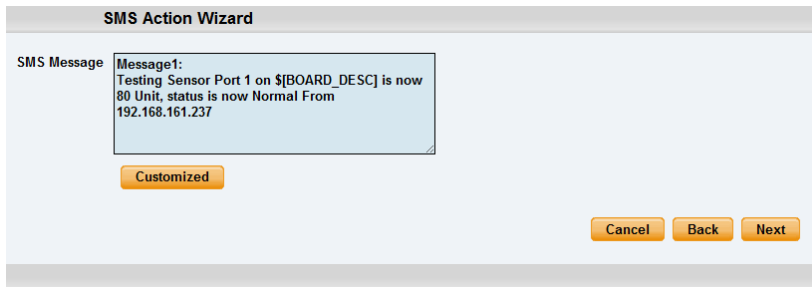 SMS Action Wizard
SMS Message
Message1:
Testing Sensor Port 1 on $[BOARD_DESC] is now
80 Unit, status is now Normal From
192.168.161.237
Customized
Cancel Back Next